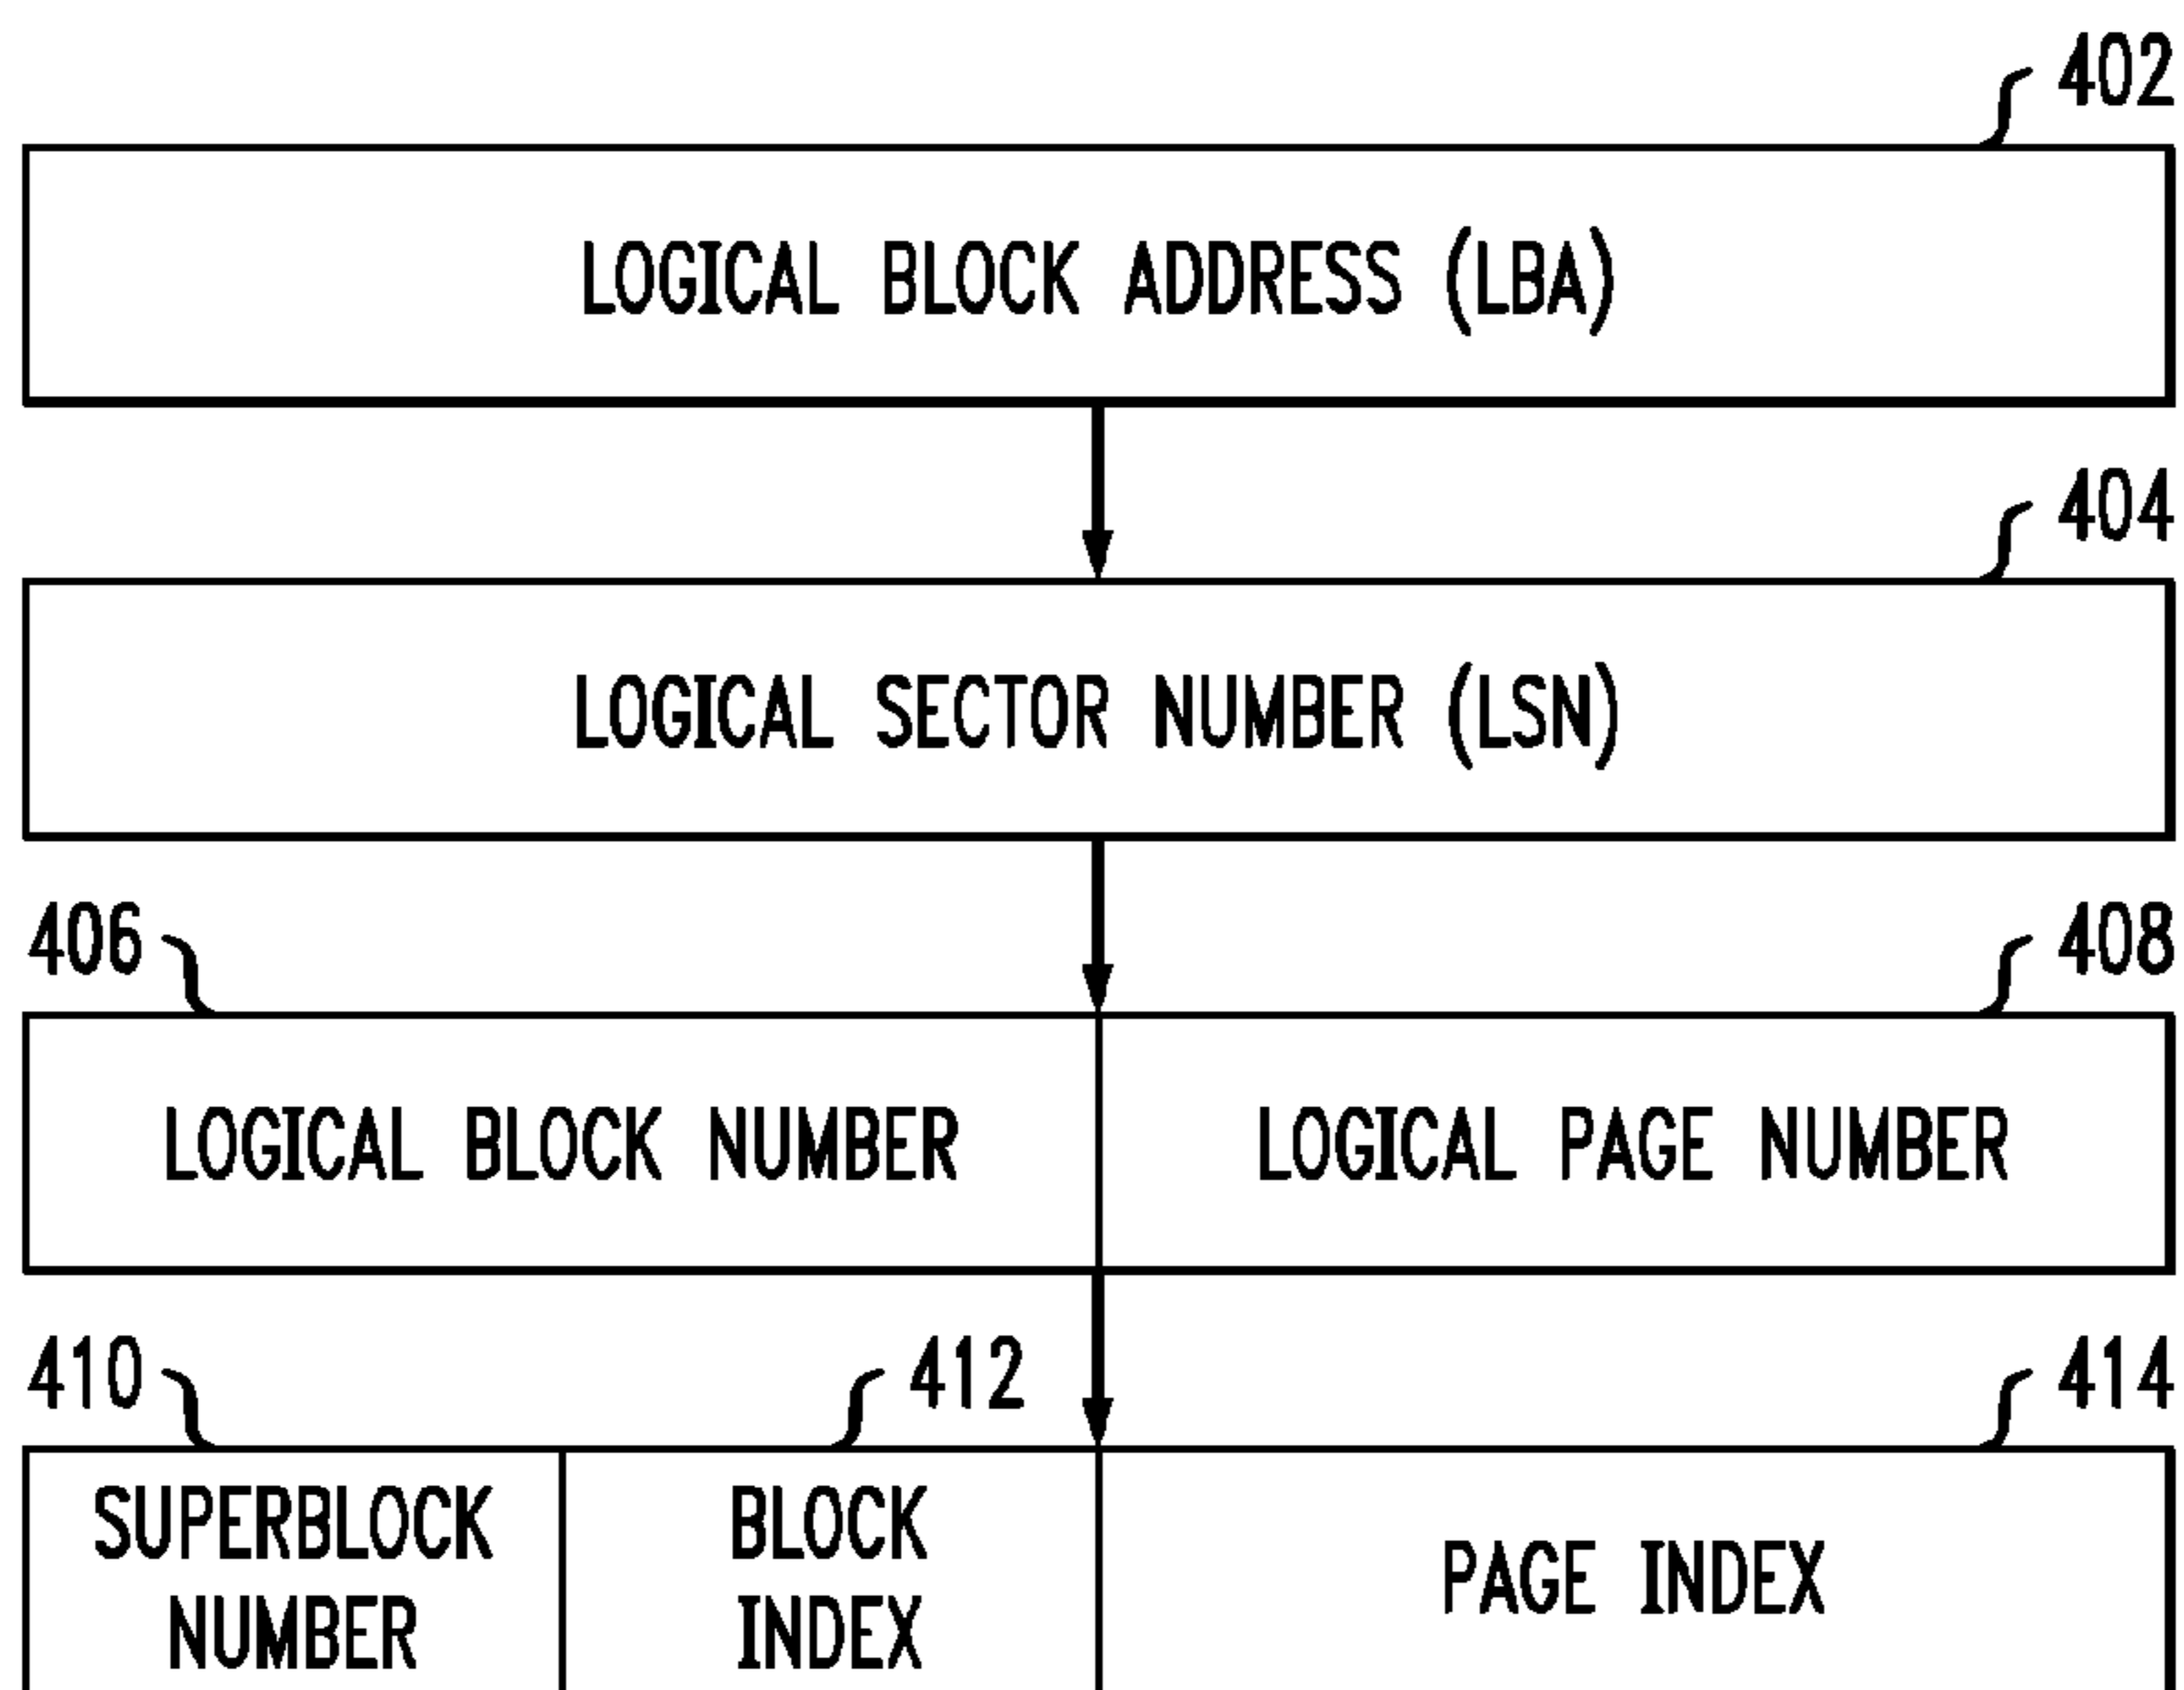 402
LOGICAL BLOCK ADDRESS (LBA)
404
LOGICAL SECTOR NUMBER (LSN)
406
408
LOGICAL BLOCK NUMBER
LOGICAL PAGE NUMBER
410
412
414
SUPERBLOCK
NUMBER
BLOCK
INDEX
PAGE INDEX